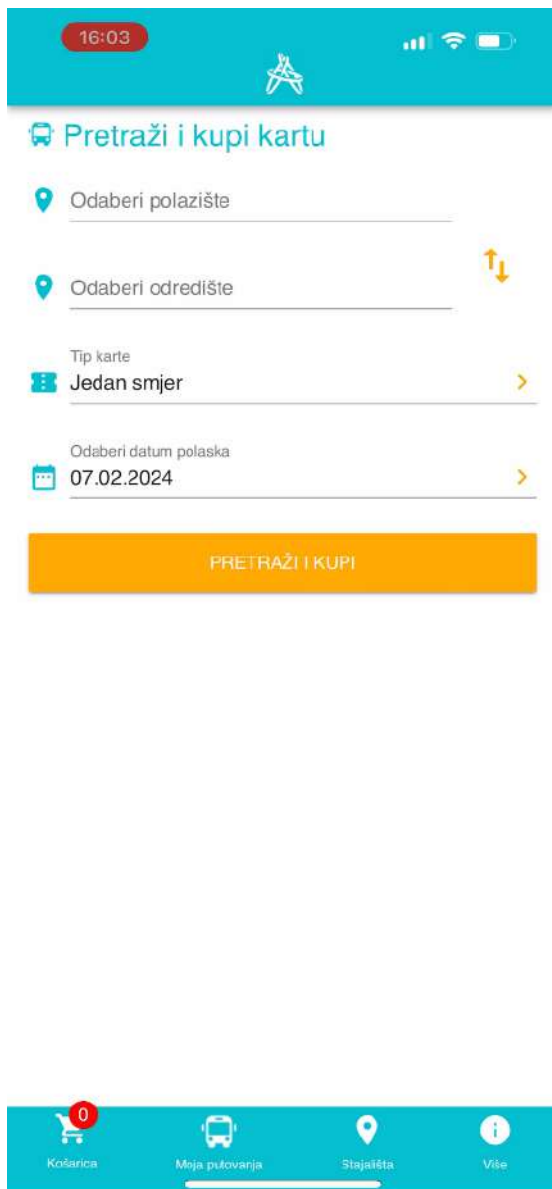 16:03
Pretraži i kupi kartu
Odaberi polazište
Odaberi odredište
Tip karte
Jedan smjer
Odaberi datum polaska
07.02.2024
PRETRAŽI I KUPI
0
Košarica
Moja putovanja
Stajališta
Više